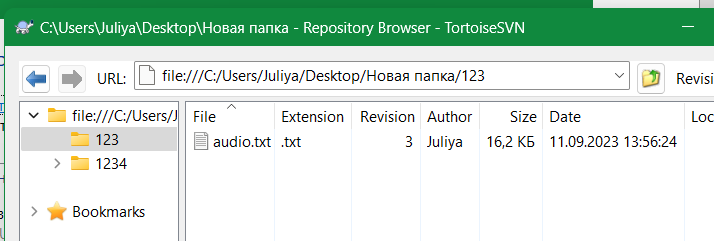 C:\Users\Juliya\Desktop\Новая папка - Repository Browser - TortoiseSVN
URL: file:///C:/Users/Juliya/Desktop/Новая папка/123 Revisi
file:///C:/Users/J
123
1234
Bookmarks
File Extension Revision Author Size Date Loc
audio.txt .txt 3 Juliya 16,2 КБ 11.09.2023 13:56:24